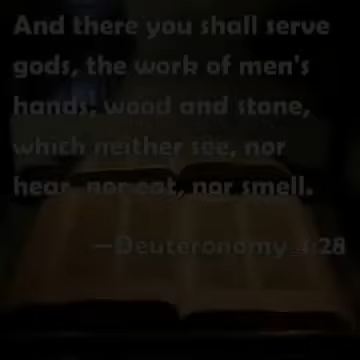 And there you shall serve
gods, the work of men's
hands, wood and stone,
which neither see, nor
hear, nor eat, nor smell.
—Deuteronomy 4:28